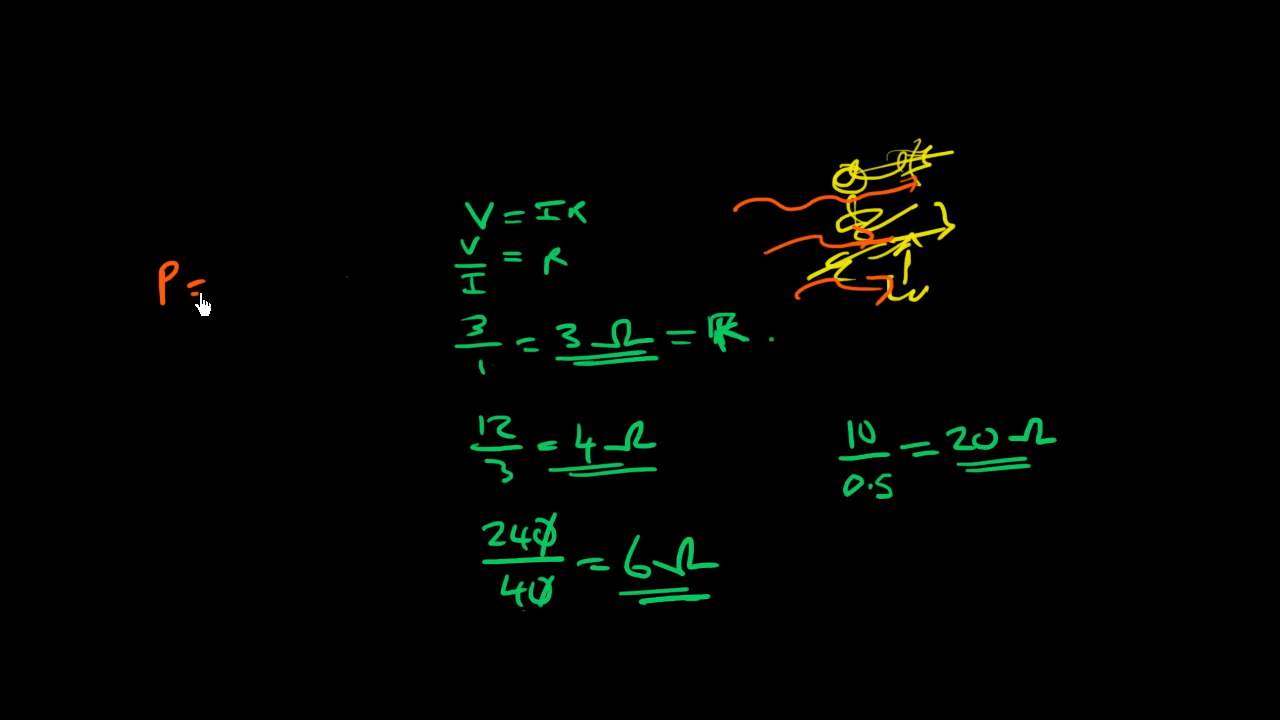 V = IR
V/I = R
P =
3/1 = 3 Ω = R .
12/3 = 4 Ω
10/0.5 = 20 Ω
240/40 = 6 Ω